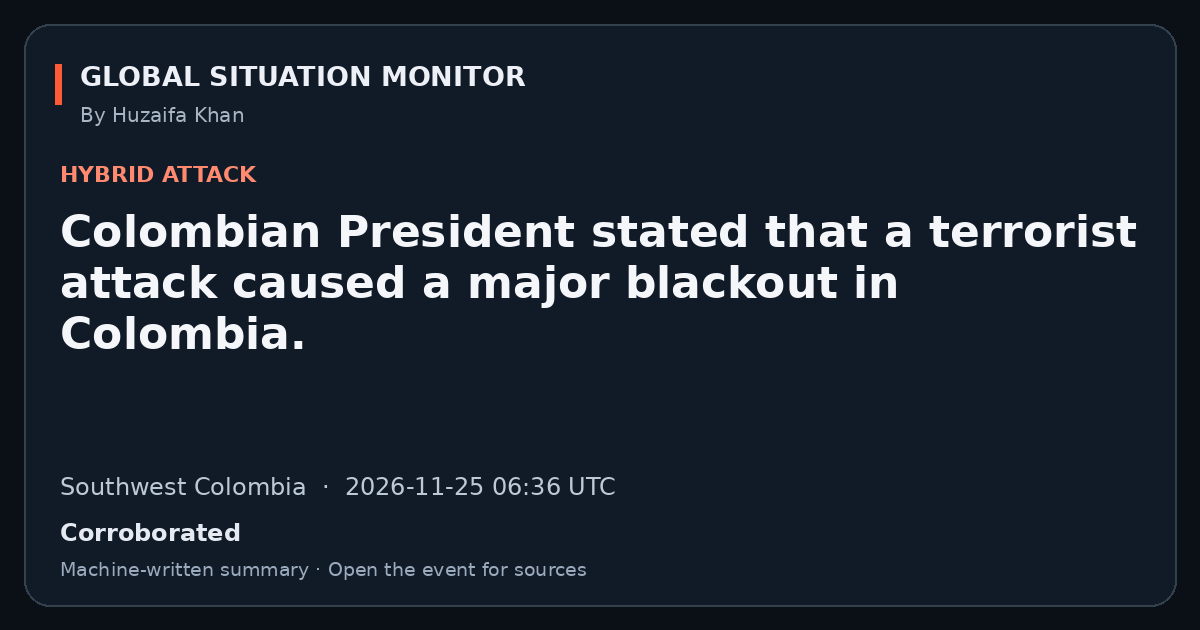 GLOBAL SITUATION MONITOR
By Huzaifa Khan
HYBRID ATTACK
Colombian President stated that a terrorist
attack caused a major blackout in
Colombia.
Southwest Colombia · 2026-11-25 06:36 UTC
Corroborated
Machine-written summary · Open the event for sources